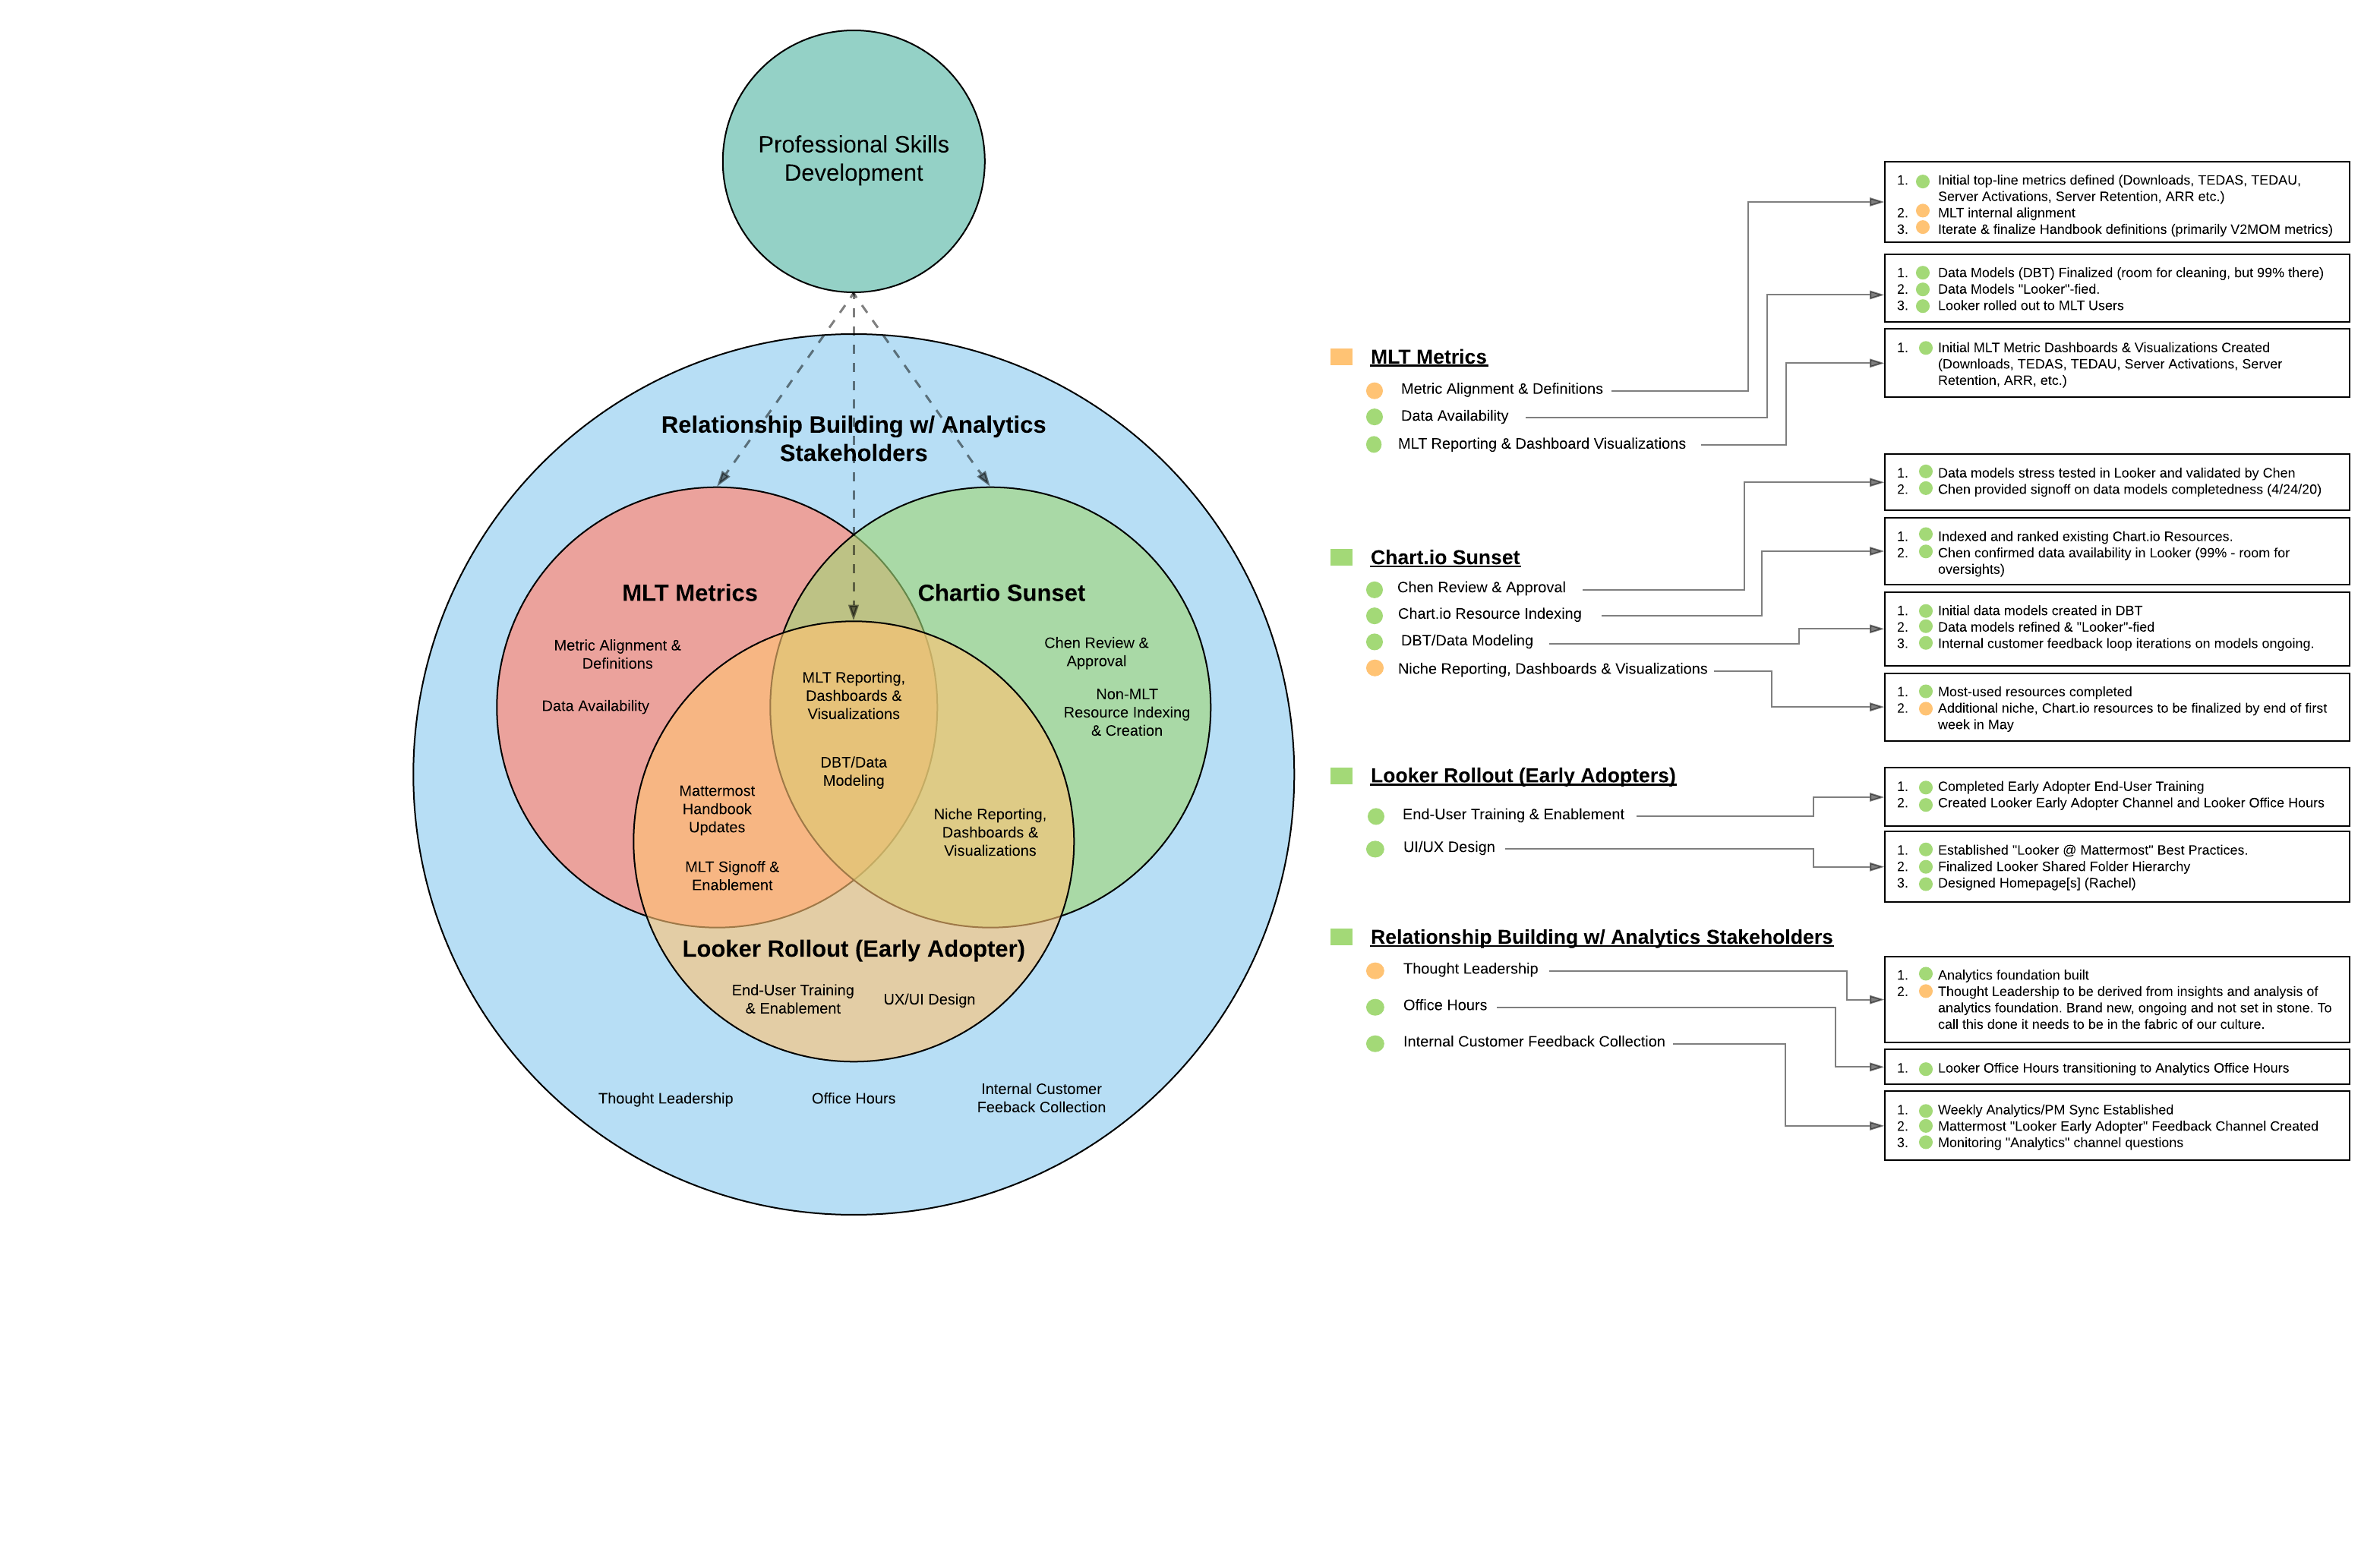 Professional Skills
Development
Relationship Building w/ Analytics
Stakeholders
MLT Metrics
Chartio Sunset
Metric Alignment &
Definitions
Data Availability
Chen Review &
Approval
Non-MLT
Resource Indexing
& Creation
MLT Reporting,
Dashboards &
Visualizations
DBT/Data
Modeling
Mattermost
Handbook
Updates
MLT Signoff &
Enablement
Niche Reporting,
Dashboards &
Visualizations
Looker Rollout (Early Adopter)
End-User Training
& Enablement
UX/UI Design
Thought Leadership
Office Hours
Internal Customer
Feeback Collection
MLT Metrics
Metric Alignment & Definitions
Data Availability
MLT Reporting & Dashboard Visualizations
1. Initial top-line metrics defined (Downloads, TEDAS, TEDAU,
Server Activations, Server Retention, ARR etc.)
2. MLT internal alignment
3. Iterate & finalize Handbook definitions (primarily V2MOM metrics)
1. Data Models (DBT) Finalized (room for cleaning, but 99% there)
2. Data Models "Looker"-fied.
3. Looker rolled out to MLT Users
1. Initial MLT Metric Dashboards & Visualizations Created
(Downloads, TEDAS, TEDAU, Server Activations, Server
Retention, ARR, etc.)
Chart.io Sunset
Chen Review & Approval
Chart.io Resource Indexing
DBT/Data Modeling
Niche Reporting, Dashboards & Visualizations
1. Data models stress tested in Looker and validated by Chen
2. Chen provided signoff on data models completedness (4/24/20)
1. Indexed and ranked existing Chart.io Resources.
2. Chen confirmed data availability in Looker (99% - room for
oversights)
1. Initial data models created in DBT
2. Data models refined & "Looker"-fied
3. Internal customer feedback loop iterations on models ongoing.
1. Most-used resources completed
2. Additional niche, Chart.io resources to be finalized by end of first
week in May
Looker Rollout (Early Adopters)
End-User Training & Enablement
UI/UX Design
1. Completed Early Adopter End-User Training
2. Created Looker Early Adopter Channel and Looker Office Hours
1. Established "Looker @ Mattermost" Best Practices.
2. Finalized Looker Shared Folder Hierarchy
3. Designed Homepage[s] (Rachel)
Relationship Building w/ Analytics Stakeholders
Thought Leadership
Office Hours
Internal Customer Feedback Collection
1. Analytics foundation built
2. Thought Leadership to be derived from insights and analysis of
analytics foundation. Brand new, ongoing and not set in stone. To
call this done it needs to be in the fabric of our culture.
1. Looker Office Hours transitioning to Analytics Office Hours
1. Weekly Analytics/PM Sync Established
2. Mattermost "Looker Early Adopter" Feedback Channel Created
3. Monitoring "Analytics" channel questions